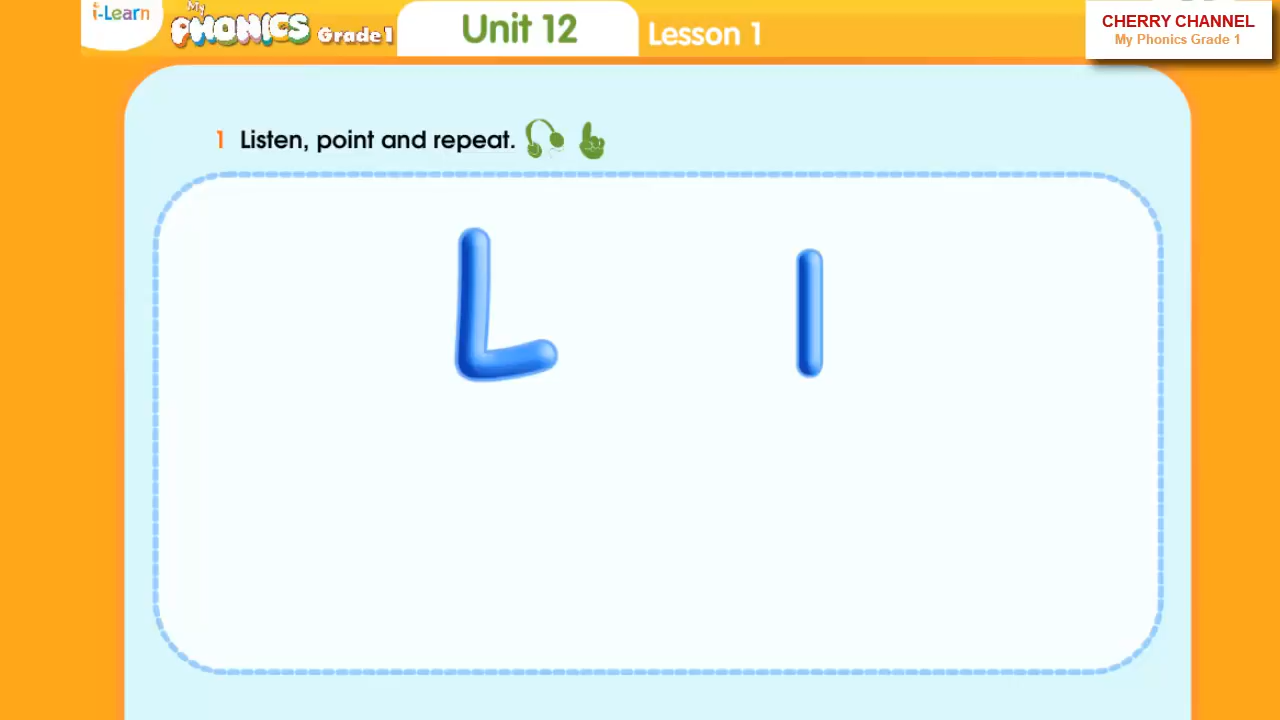 i-Learn
My
PHONICS Grade 1
Unit 12
Lesson 1
CHERRY CHANNEL
My Phonics Grade 1
1 Listen, point and repeat.
L l